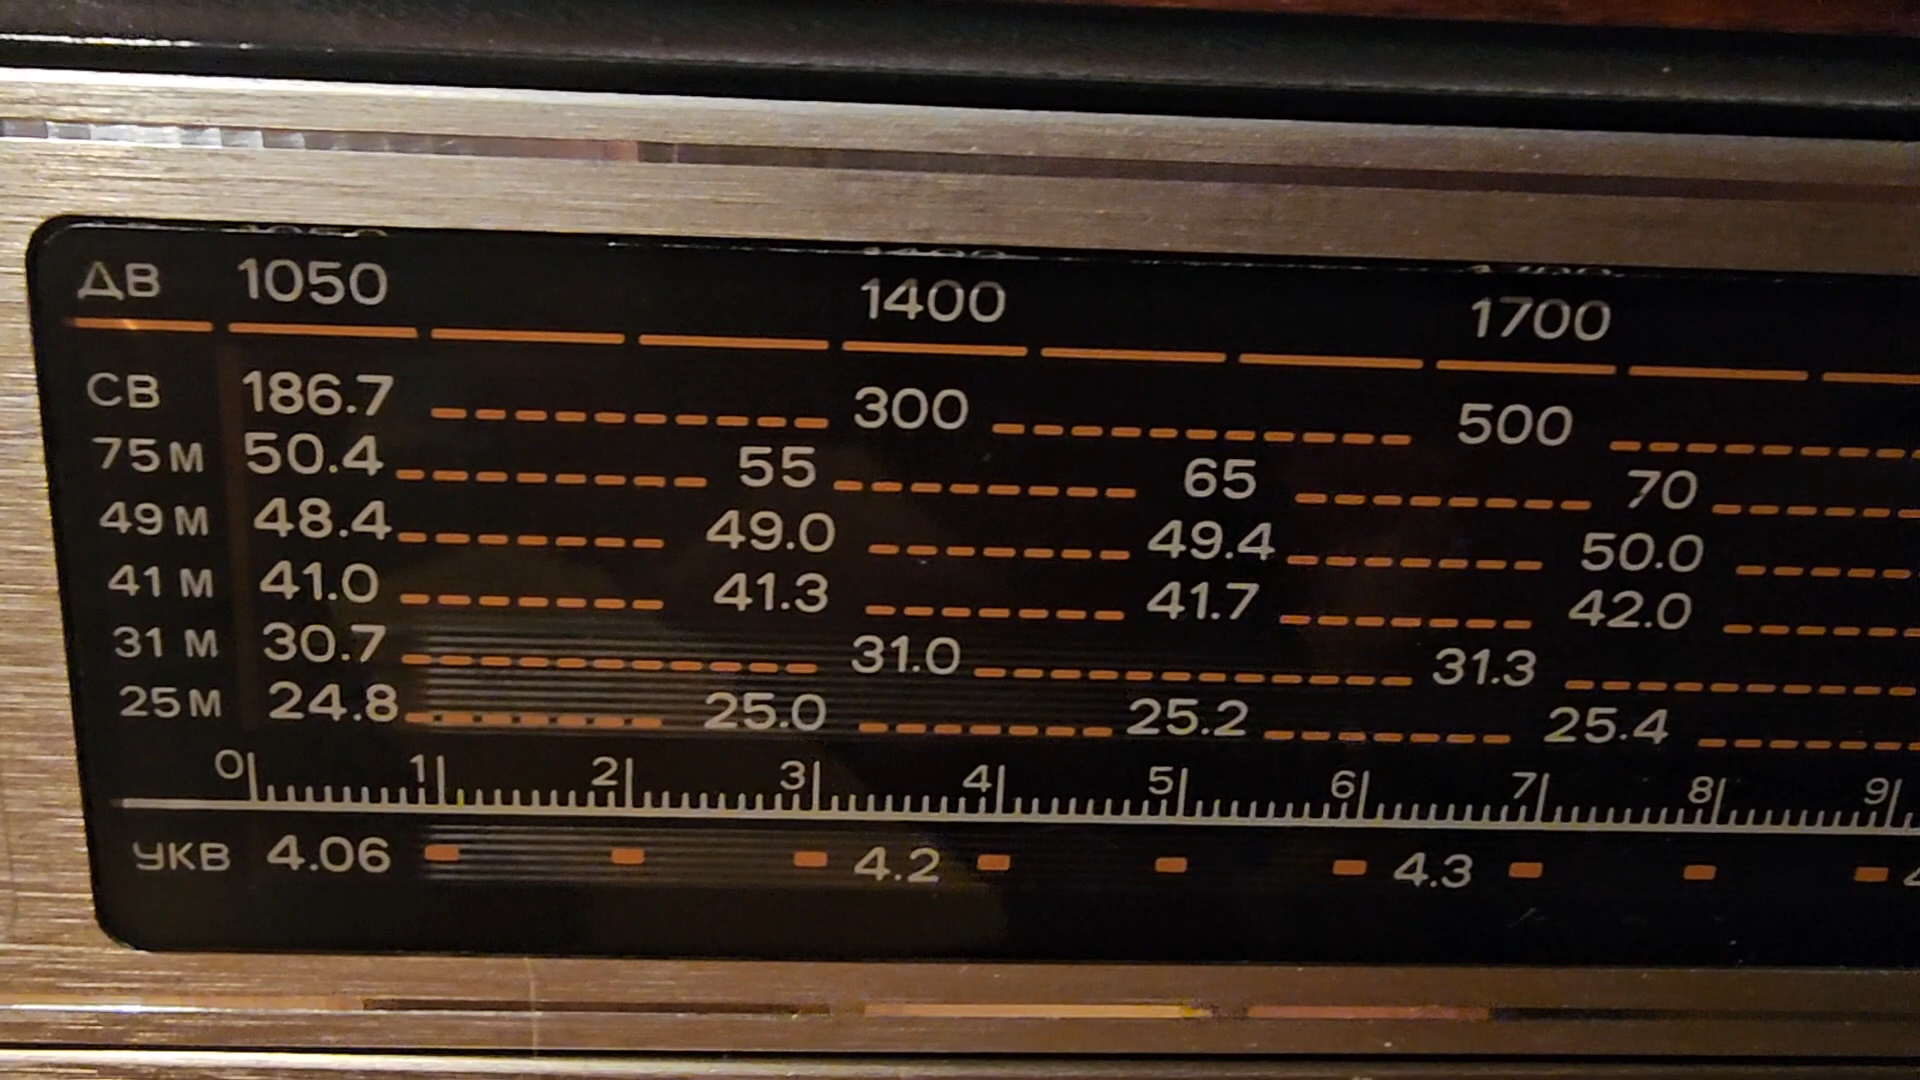 ДВ 1050 1400 1700
СВ 186.7 300 500
75 М 50.4 55 65 70
49 М 48.4 49.0 49.4 50.0
41 М 41.0 41.3 41.7 42.0
31 М 30.7 31.0 31.3
25 М 24.8 25.0 25.2 25.4
0 1 2 3 4 5 6 7 8 9
УКВ 4.06 4.2 4.3